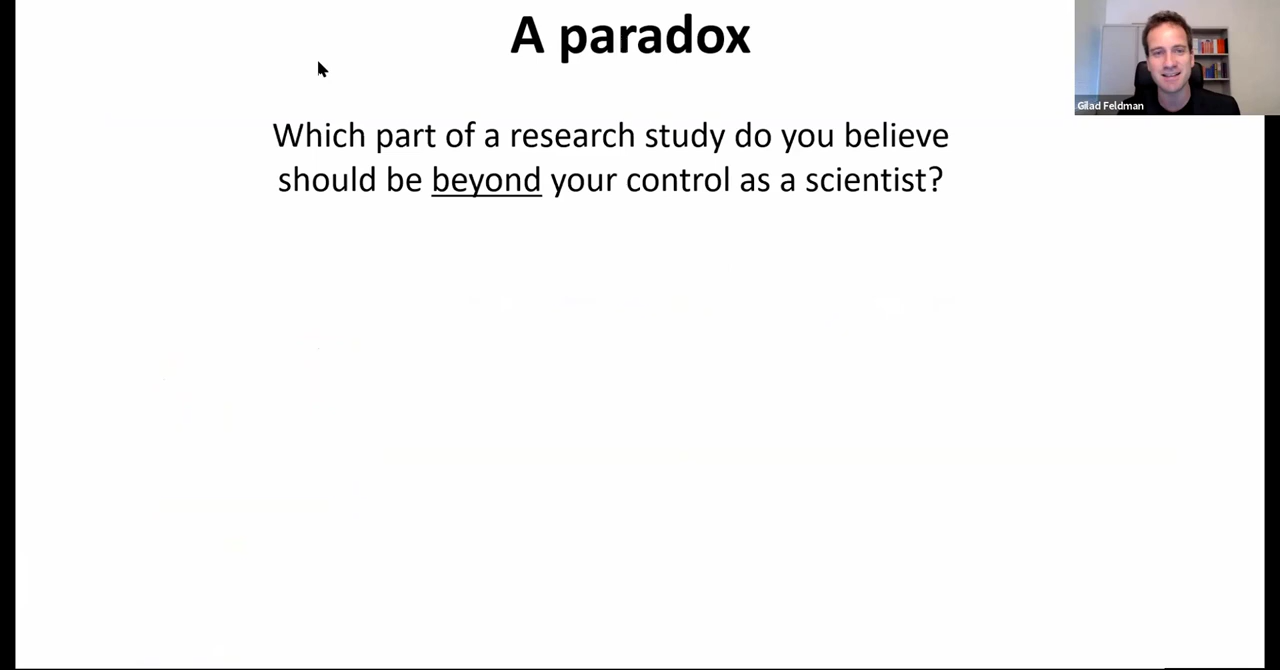 A paradox
Gilad Feldman
Which part of a research study do you believe
should be beyond your control as a scientist?